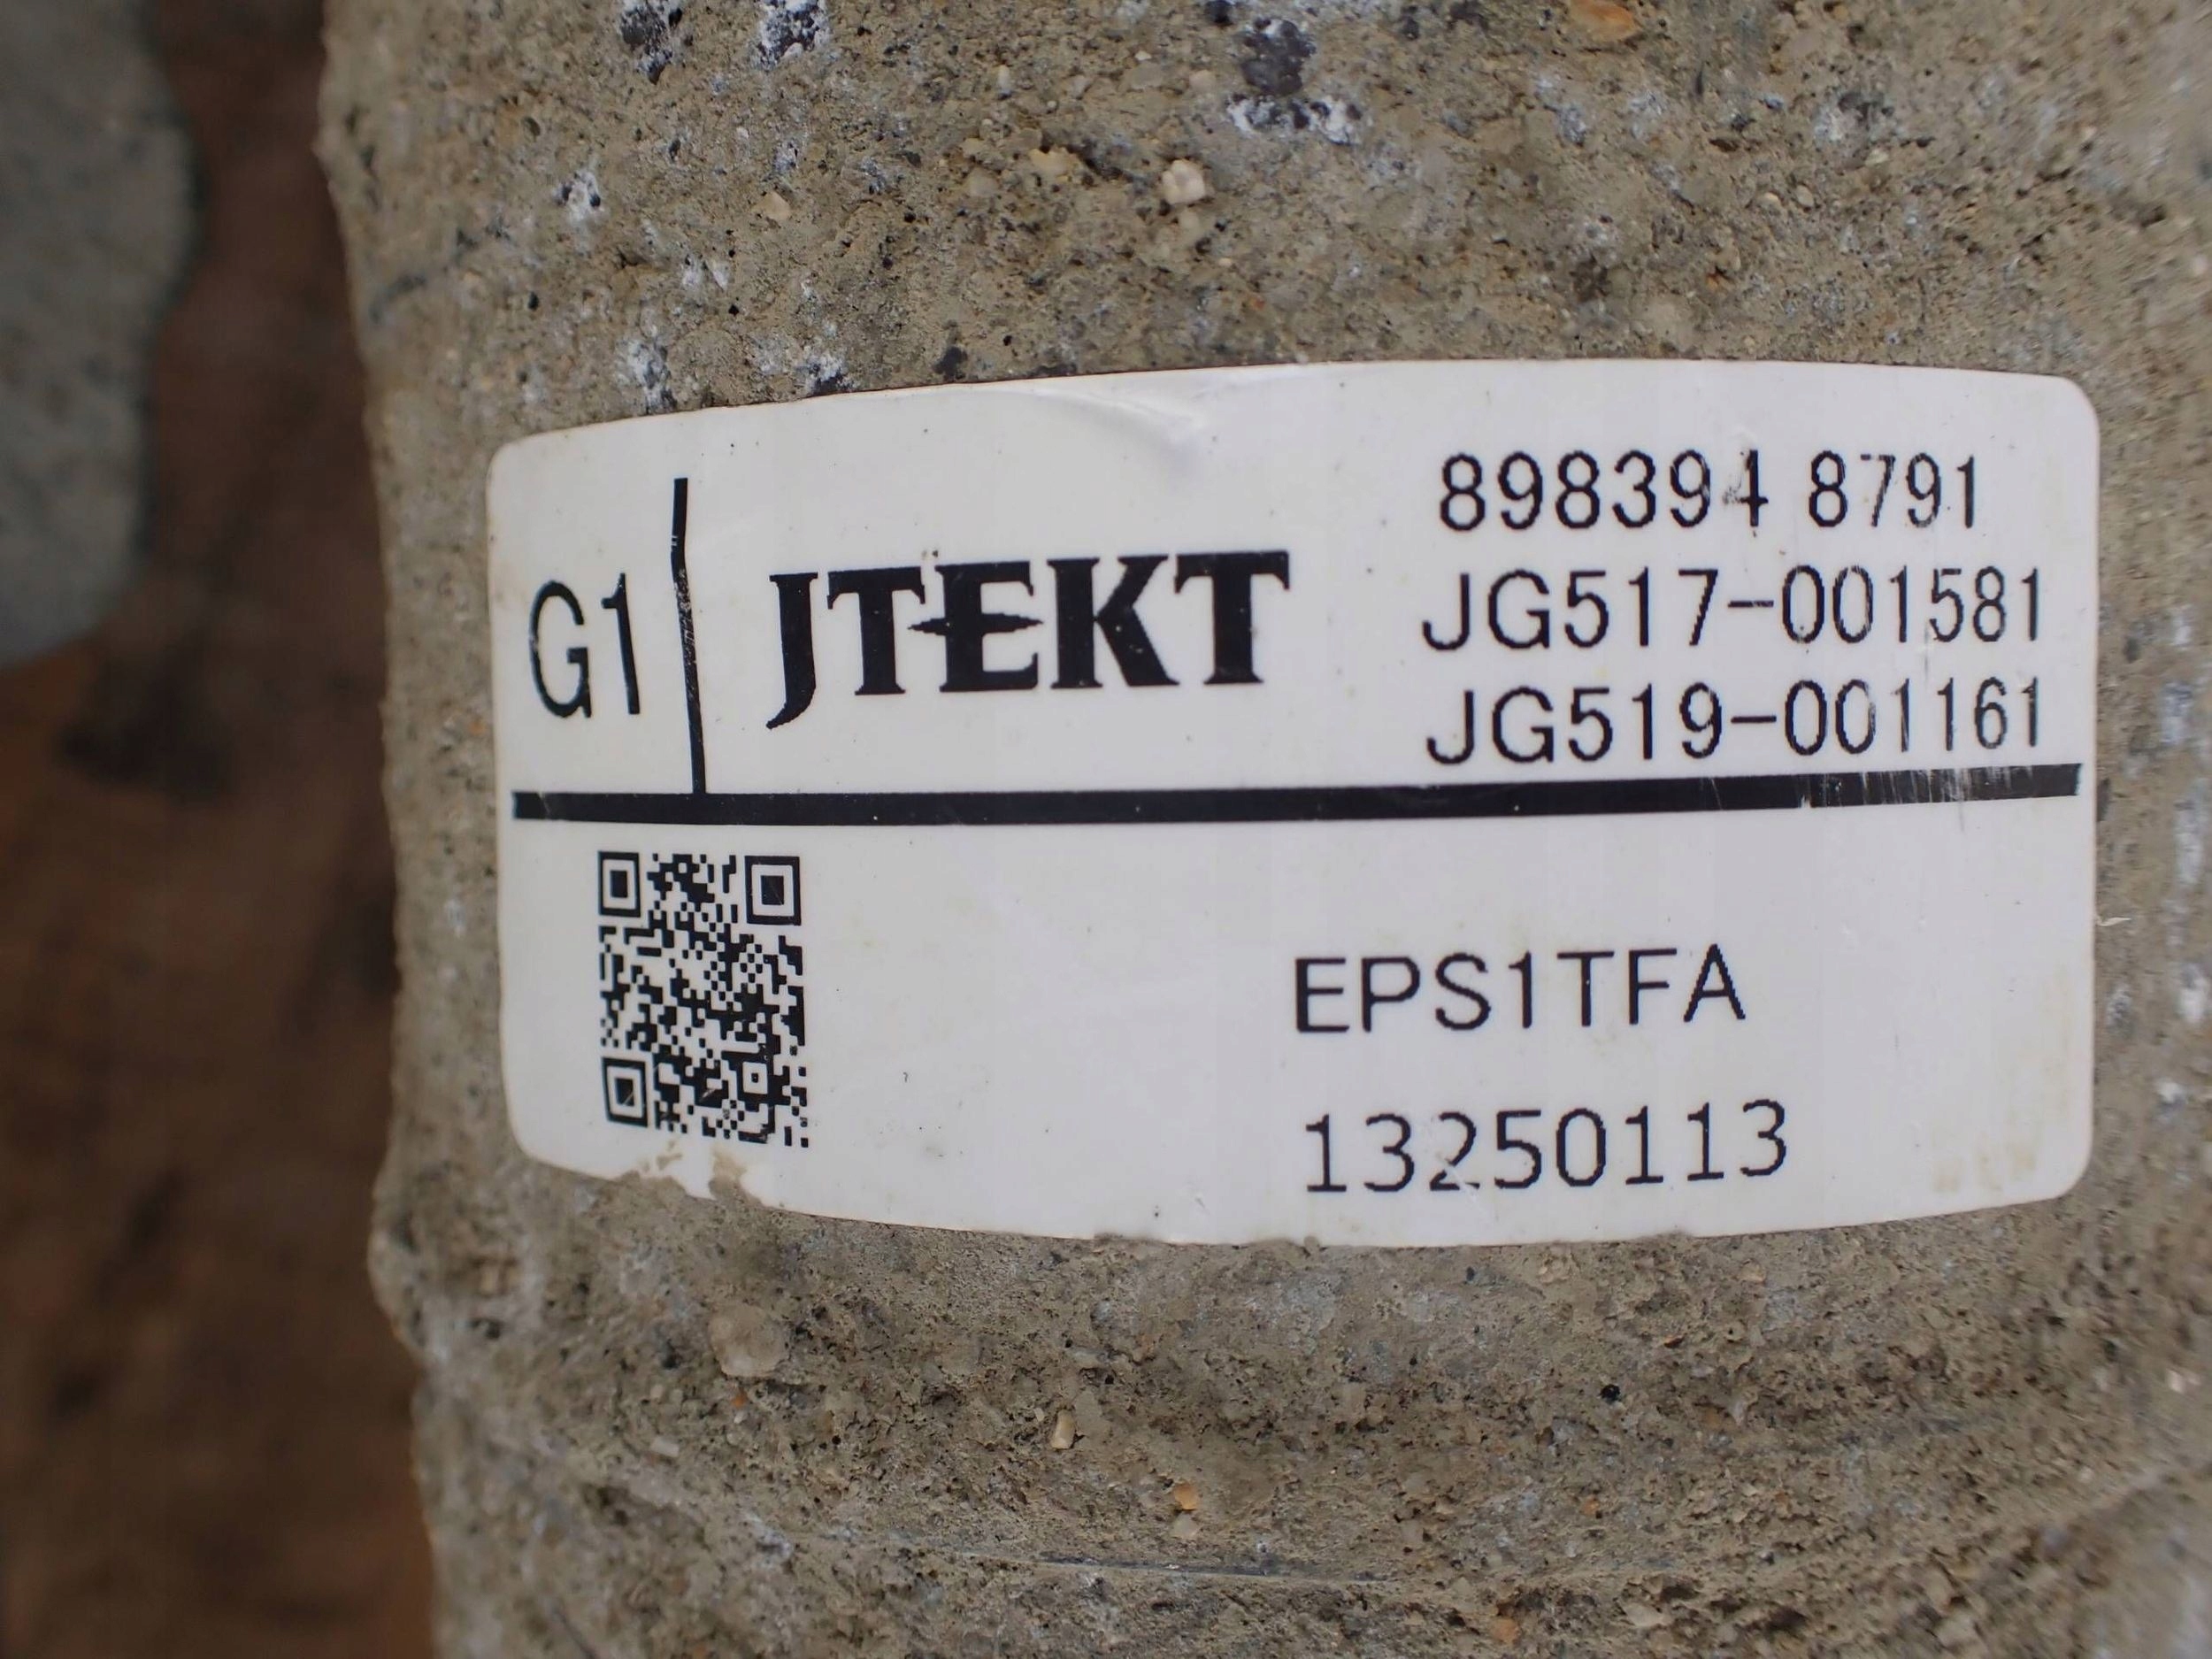 G1
JTEKT
898394 8791
JG517-001581
JG519-001161
EPS1TFA
13250113